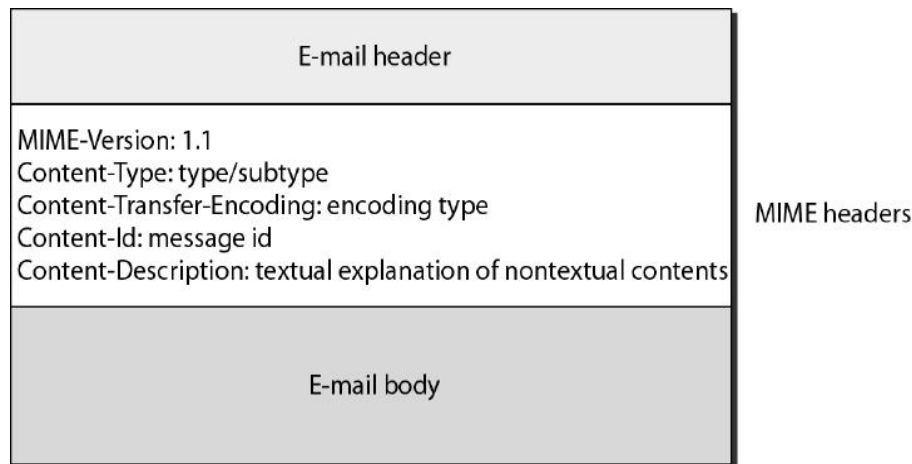 E-mail header
MIME-Version: 1.1
Content-Type: type/subtype
Content-Transfer-Encoding: encoding type
Content-Id: message id
Content-Description: textual explanation of nontextual contents
MIME headers
E-mail body